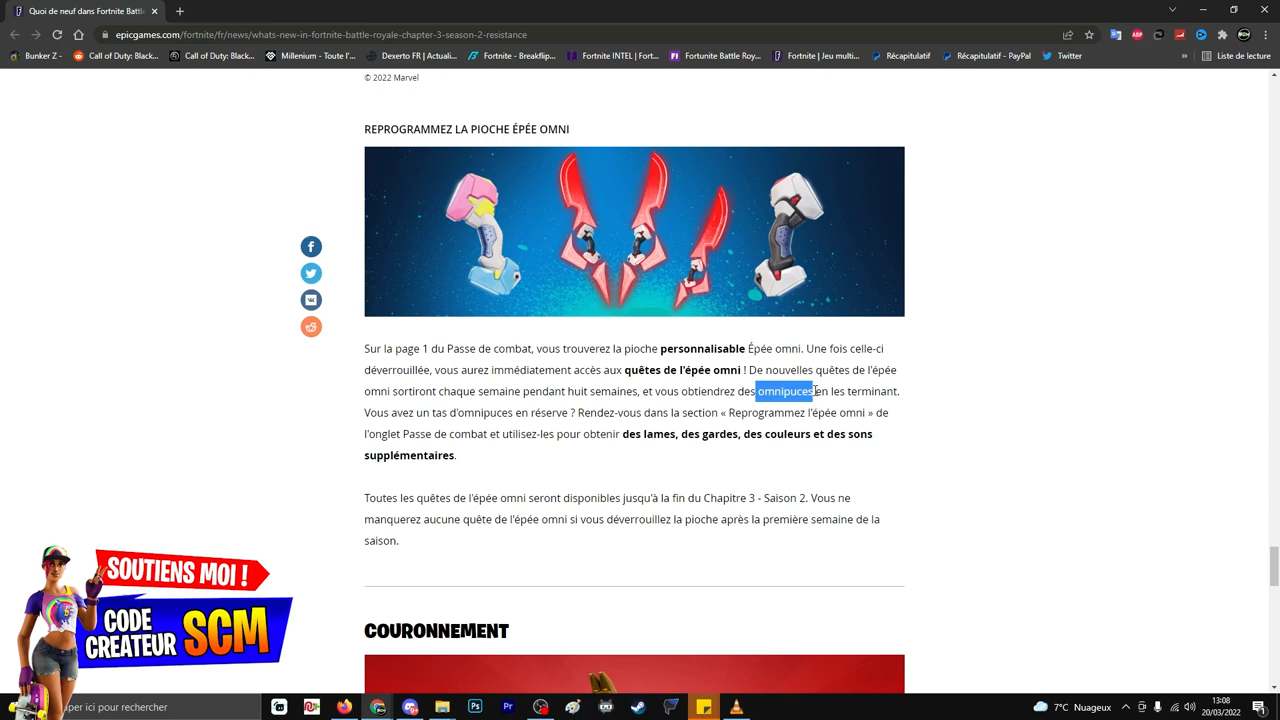 Quoi de neuf dans Fortnite Batt
epicgames.com/fortnite/fr/news/whats-new-in-fortnite-battle-royale-chapter-3-season-2-resistance
Bunker Z - Call of Duty: Blac... Call of Duty: Black... Millenium - Toute l'... Dexerto FR | Actuali... Fortnite - Breakflip... Fortnite INTEL | Fort... Fortunite Battle Roy... Fortnite | Jeu multi... Récapitulatif Récapitulatif - PayPal Twitter » Liste de lecture
© 2022 Marvel
REPROGRAMMEZ LA PIOCHE ÉPÉE OMNI
Sur la page 1 du Passe de combat, vous trouverez la pioche personnalisable Épée omni. Une fois celle-ci
déverrouillée, vous aurez immédiatement accès aux quêtes de l'épée omni ! De nouvelles quêtes de l'épée
omni sortiront chaque semaine pendant huit semaines, et vous obtiendrez des omnipuces en les terminant.
Vous avez un tas d'omnipuces en réserve ? Rendez-vous dans la section « Reprogrammez l'épée omni » de
l'onglet Passe de combat et utilisez-les pour obtenir des lames, des gardes, des couleurs et des sons
supplémentaires.
Toutes les quêtes de l'épée omni seront disponibles jusqu'à la fin du Chapitre 3 - Saison 2. Vous ne
manquerez aucune quête de l'épée omni si vous déverrouillez la pioche après la première semaine de la
saison.
SOUTIENS MOI !
CODE
CREATEUR SCM
COURONNEMENT
aper ici pour rechercher
7°C Nuageux
13:08
20/03/2022